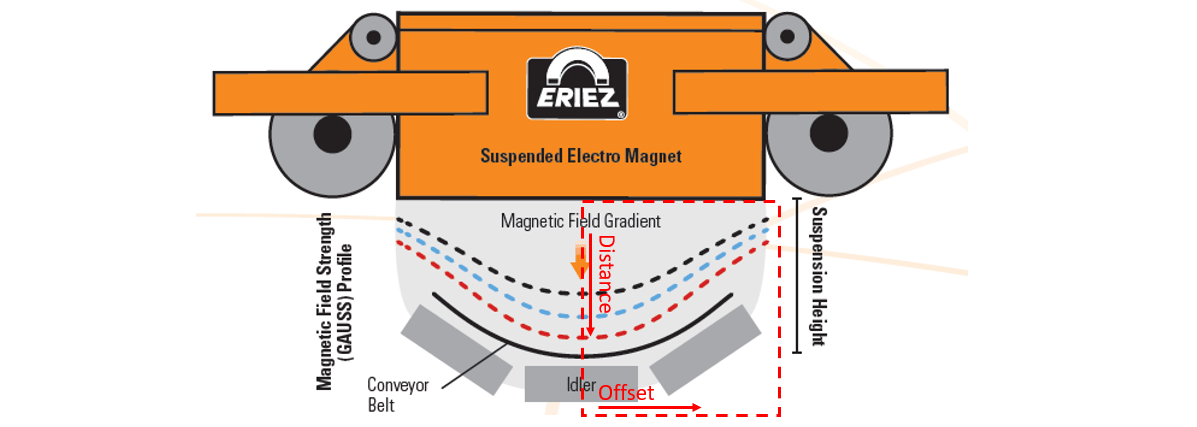 ERIEZ
®
Suspended Electro Magnet
Magnetic Field Gradient
Distance
Magnetic Field Strength
(GAUSS) Profile
Suspension Height
Conveyor
Belt
Idler
Offset